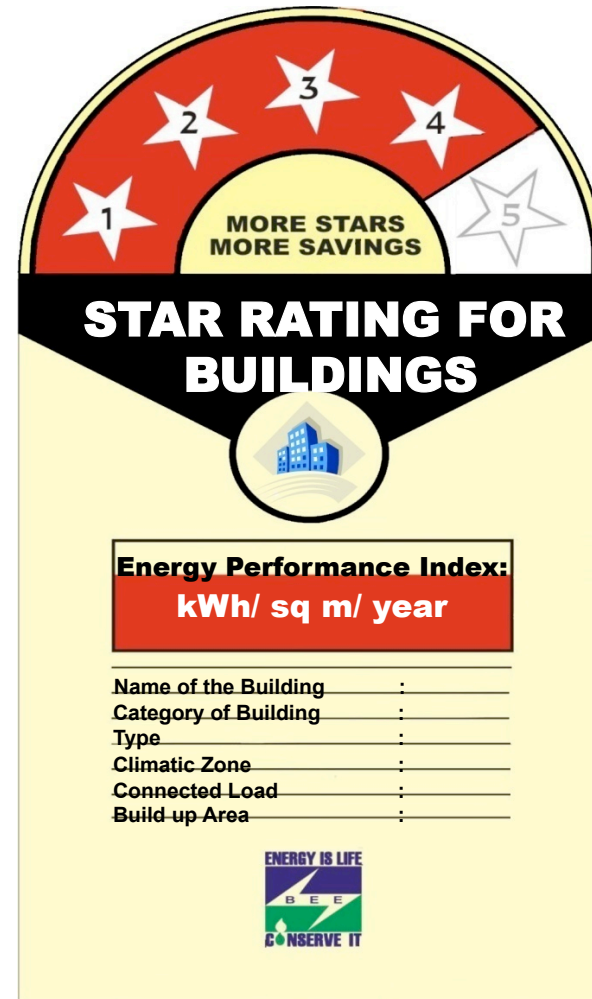 1
2
3
4
5
MORE STARS
MORE SAVINGS
STAR RATING FOR
BUILDINGS
Energy Performance Index:
kWh/ sq m/ year
Name of the Building :
Category of Building :
Type :
Climatic Zone :
Connected Load :
Build up Area :
ENERGY IS LIFE
BEE
CONSERVE IT